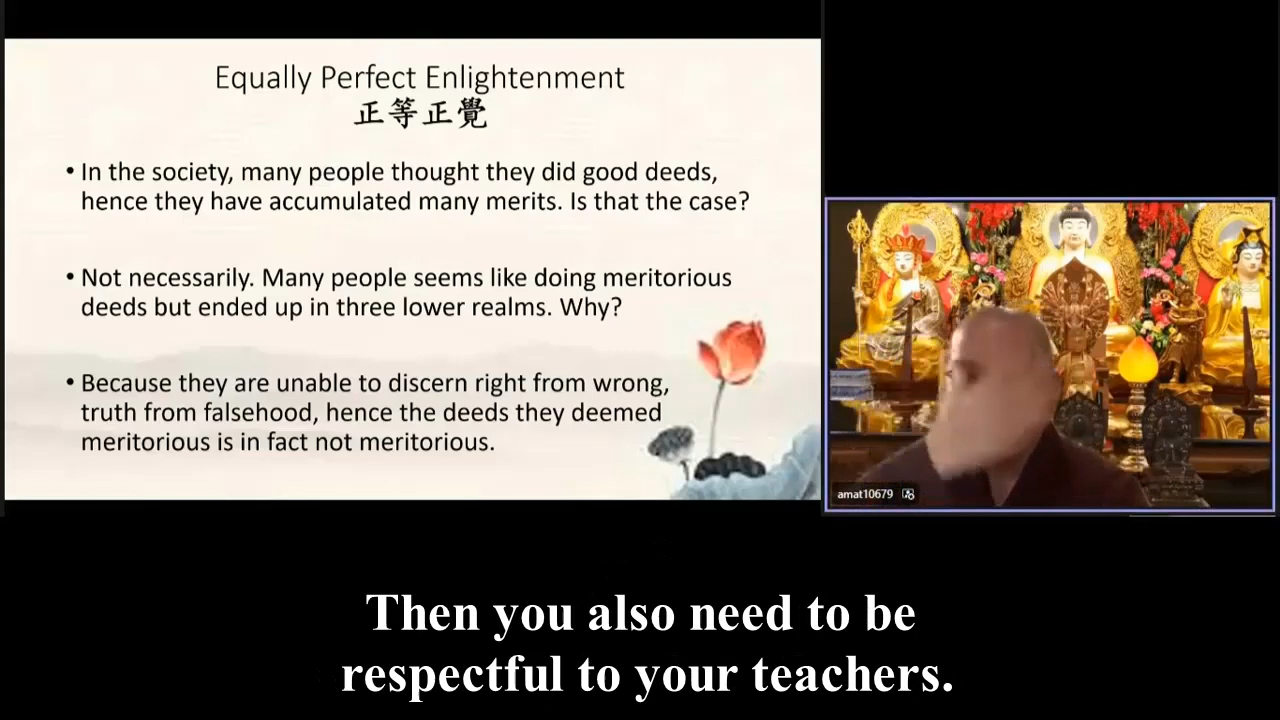 Equally Perfect Enlightenment
正等正覺
• In the society, many people thought they did good deeds,
hence they have accumulated many merits. Is that the case?
• Not necessarily. Many people seems like doing meritorious
deeds but ended up in three lower realms. Why?
• Because they are unable to discern right from wrong,
truth from falsehood, hence the deeds they deemed
meritorious is in fact not meritorious.
amat10679
Then you also need to be
respectful to your teachers.